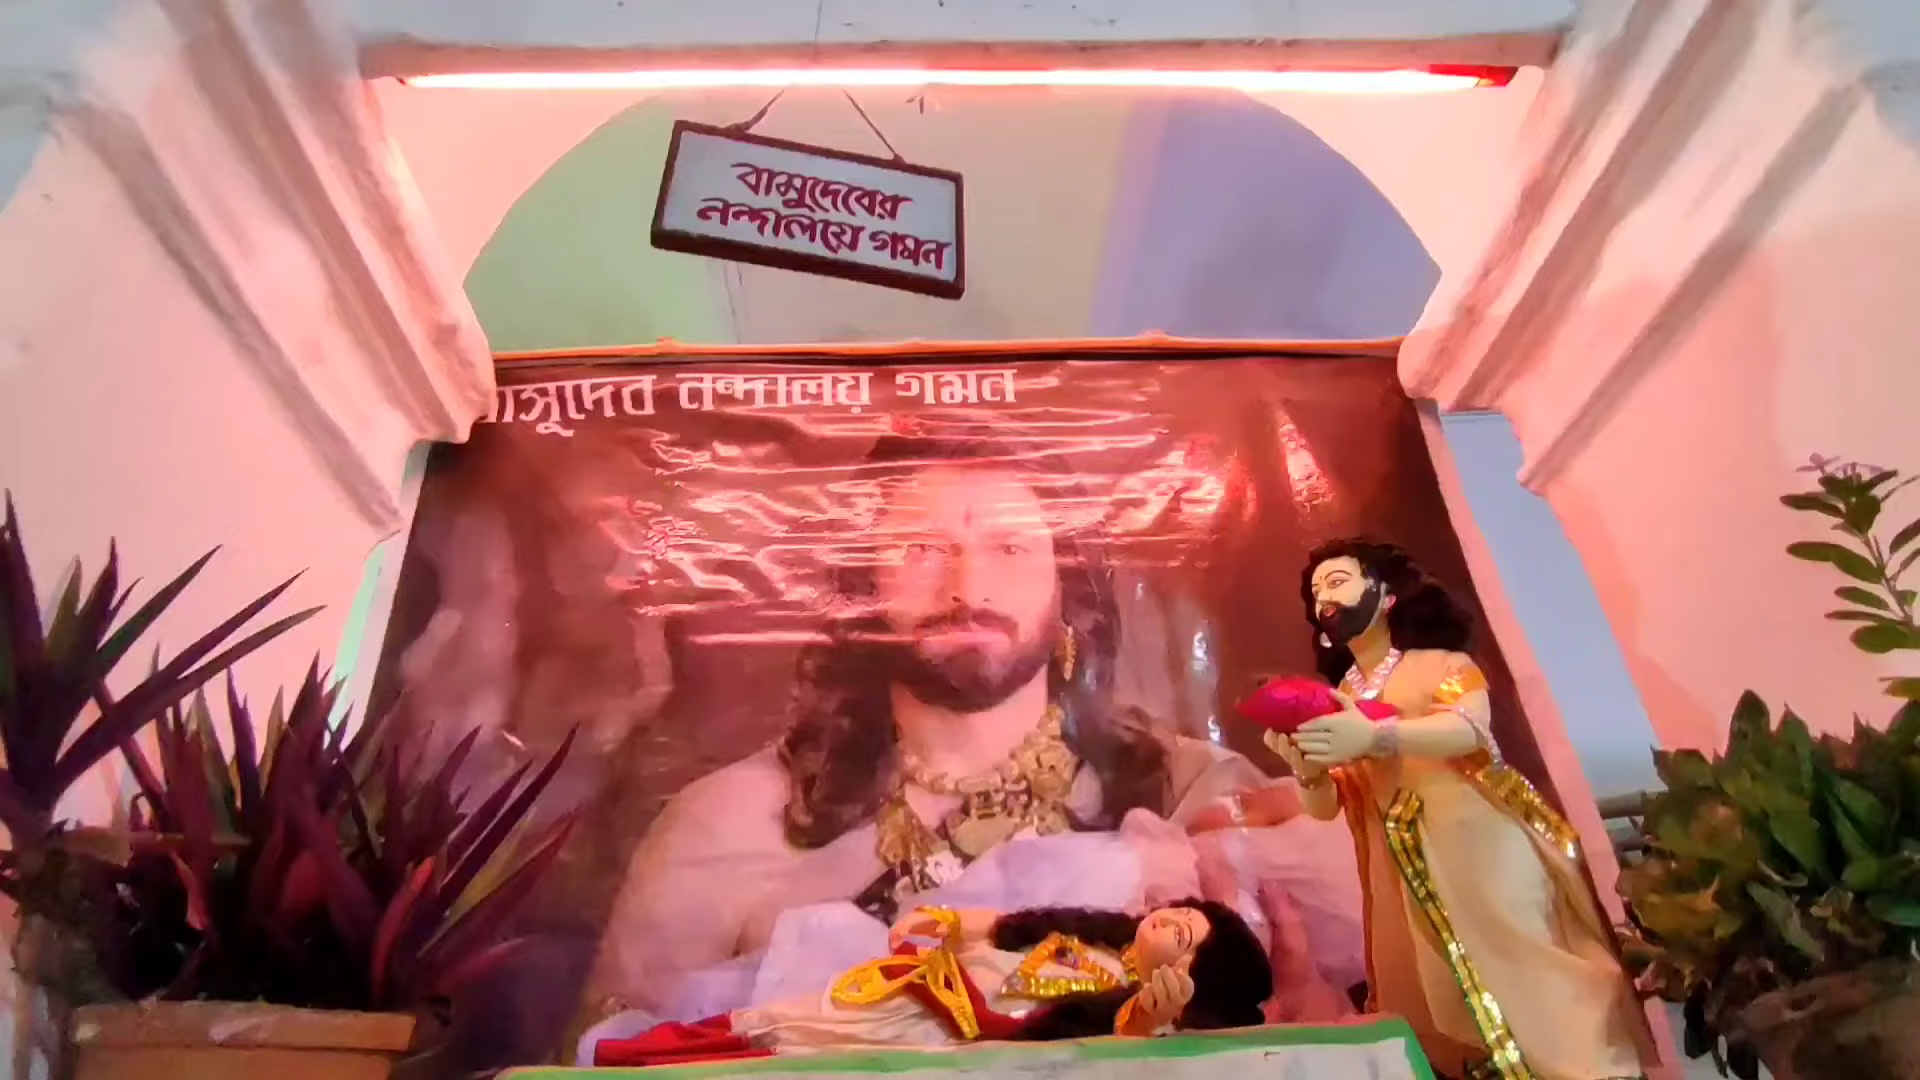 বাসুদেবের
নন্দালয়ে গমন
বাসুদেব নন্দালয় গমন